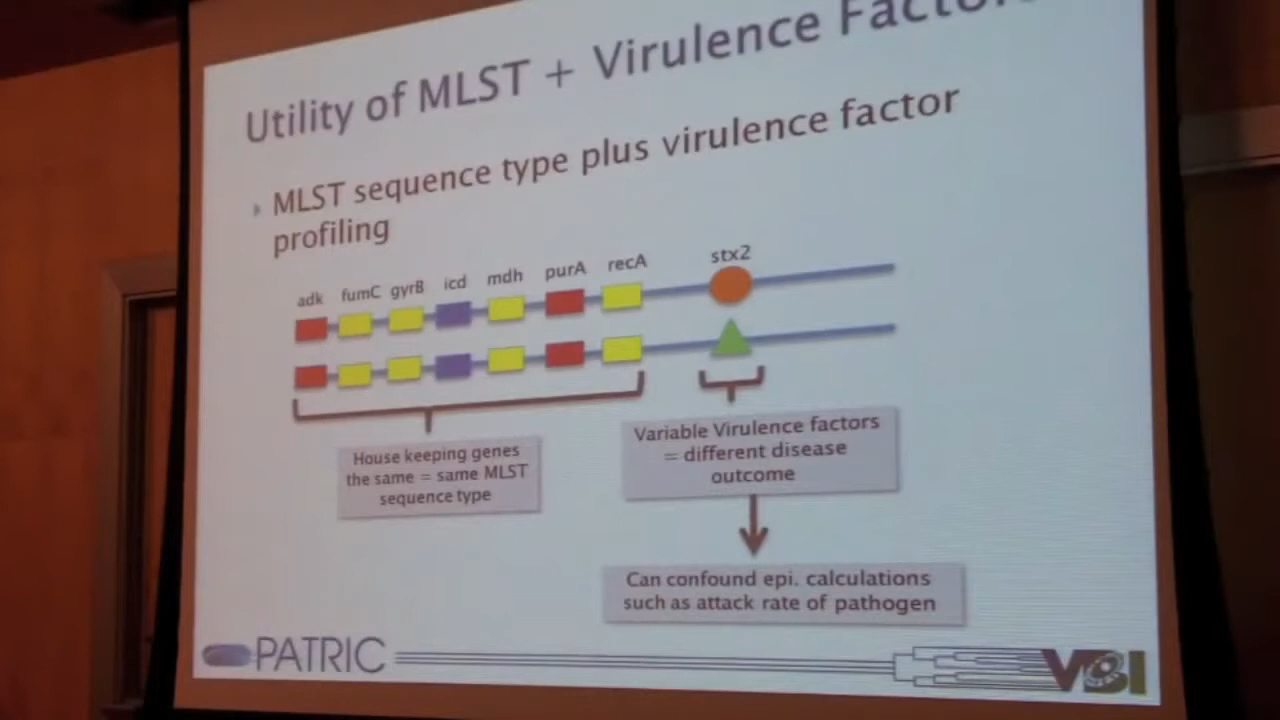 Utility of MLST + Virulence Factor
MLST sequence type plus virulence factor
profiling
adk fumC gyrB icd mdh purA recA stx2
House keeping genes
the same = same MLST
sequence type
Variable Virulence factors
= different disease
outcome
Can confound epi. calculations
such as attack rate of pathogen
PATRIC
VBI